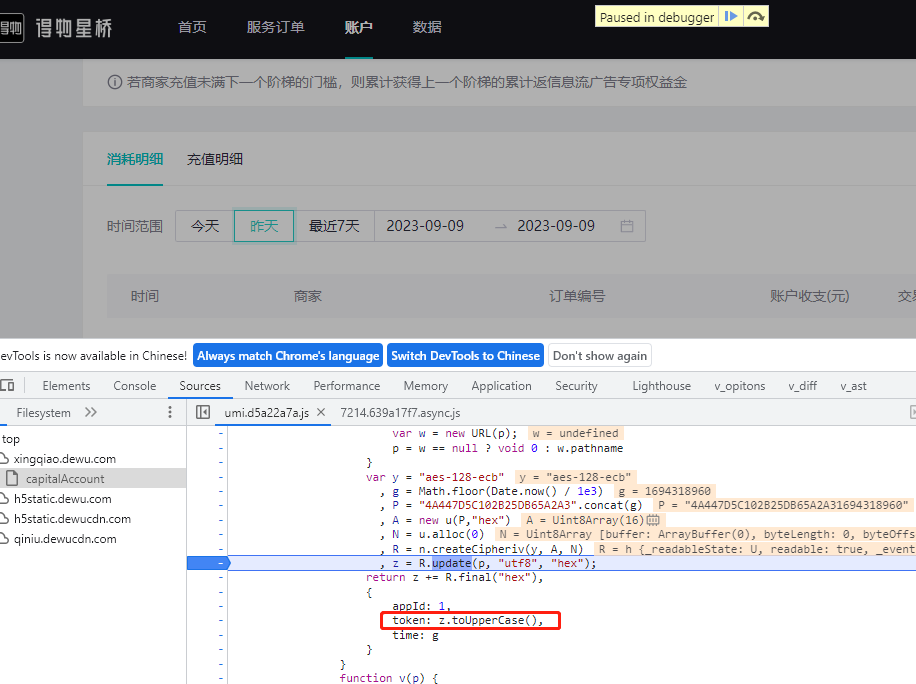 得物 得物星桥 首页 服务订单 账户 数据 Paused in debugger
若商家充值未满下一个阶梯的门槛，则累计获得上一个阶梯的累计返信息流广告专项权益金
消耗明细 充值明细
时间范围 今天 昨天 最近7天 2023-09-09 → 2023-09-09
时间 商家 订单编号 账户收支(元)
evTools is now available in Chinese! Always match Chrome's language Switch DevTools to Chinese Don't show again
Elements Console Sources Network Performance Memory Application Security Lighthouse v_opitons v_diff v_ast
Filesystem umi.d5a22a7a.js × 7214.639a17f7.async.js
top
xingqiao.dewu.com
capitalAccount
h5static.dewu.com
h5static.dewucdn.com
qiniu.dewucdn.com
var w = new URL(p); w = undefined
p = w == null ? void 0 : w.pathname
}
var y = "aes-128-ecb" y = "aes-128-ecb"
, g = Math.floor(Date.now() / 1e3) g = 1694318960
, P = "4A447D5C102B25DB65A2A3".concat(g) P = "4A447D5C102B25DB65A2A31694318960"
, A = new u(P,"hex") A = Uint8Array(16)
, N = u.alloc(0) N = Uint8Array [buffer: ArrayBuffer(0), byteLength: 0, byteOffs
, R = n.createCipheriv(y, A, N) R = h {_readableState: U, readable: true, _event
, z = R.update(p, "utf8", "hex");
return z += R.final("hex"),
{
appId: 1,
token: z.toUpperCase(),
time: g
}
}
function v(p) {